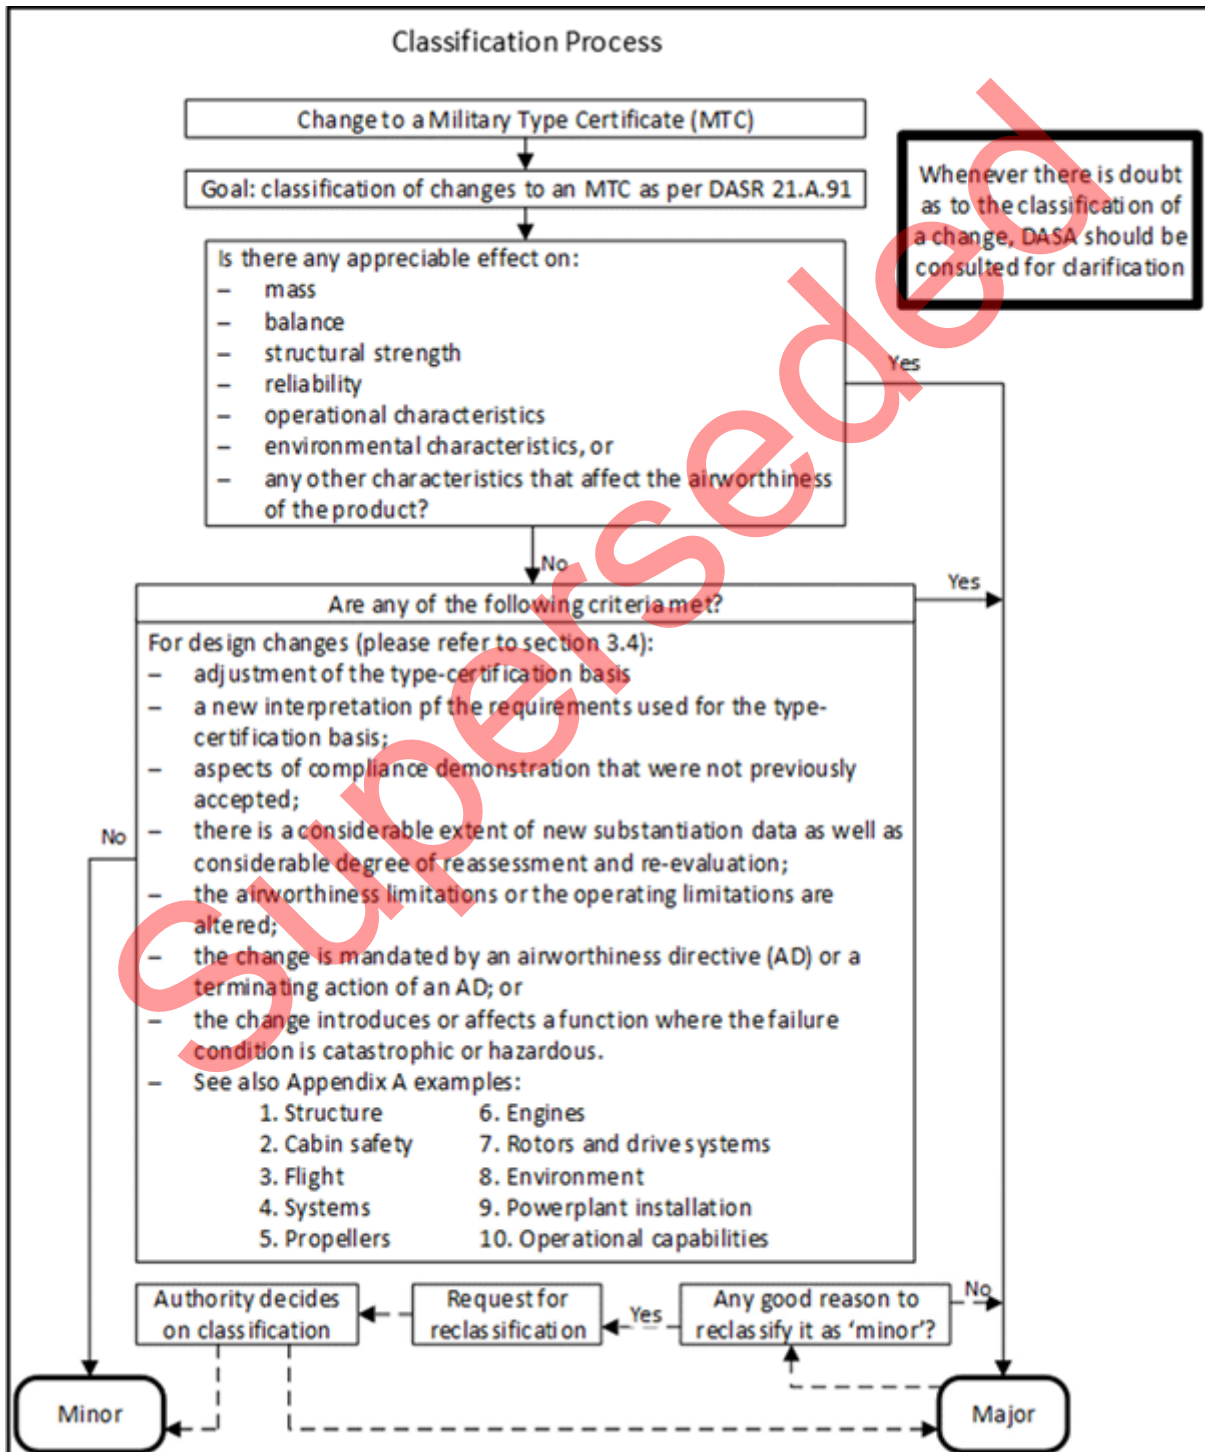 Classification Process
Change to a Military Type Certificate (MTC)
Goal: classification of changes to an MTC as per DASR 21.A.91
Whenever there is doubt
as to the classification of
a change, DASA should be
consulted for clarification
Is there any appreciable effect on:
– mass
– balance
– structural strength
– reliability
– operational characteristics
– environmental characteristics, or
– any other characteristics that affect the airworthiness
of the product?
Yes
No
Are any of the following criteria met?
Yes
For design changes (please refer to section 3.4):
– adjustment of the type-certification basis
– a new interpretation pf the requirements used for the type-
certification basis;
– aspects of compliance demonstration that were not previously
accepted;
– there is a considerable extent of new substantiation data as well as
considerable degree of reassessment and re-evaluation;
– the airworthiness limitations or the operating limitations are
altered;
– the change is mandated by an airworthiness directive (AD) or a
terminating action of an AD; or
– the change introduces or affects a function where the failure
condition is catastrophic or hazardous.
– See also Appendix A examples:
1. Structure
2. Cabin safety
3. Flight
4. Systems
5. Propellers
6. Engines
7. Rotors and drive systems
8. Environment
9. Powerplant installation
10. Operational capabilities
No
Authority decides
on classification
Request for
reclassification
Yes
Any good reason to
reclassify it as ‘minor’?
No
Minor
Major
Superseded